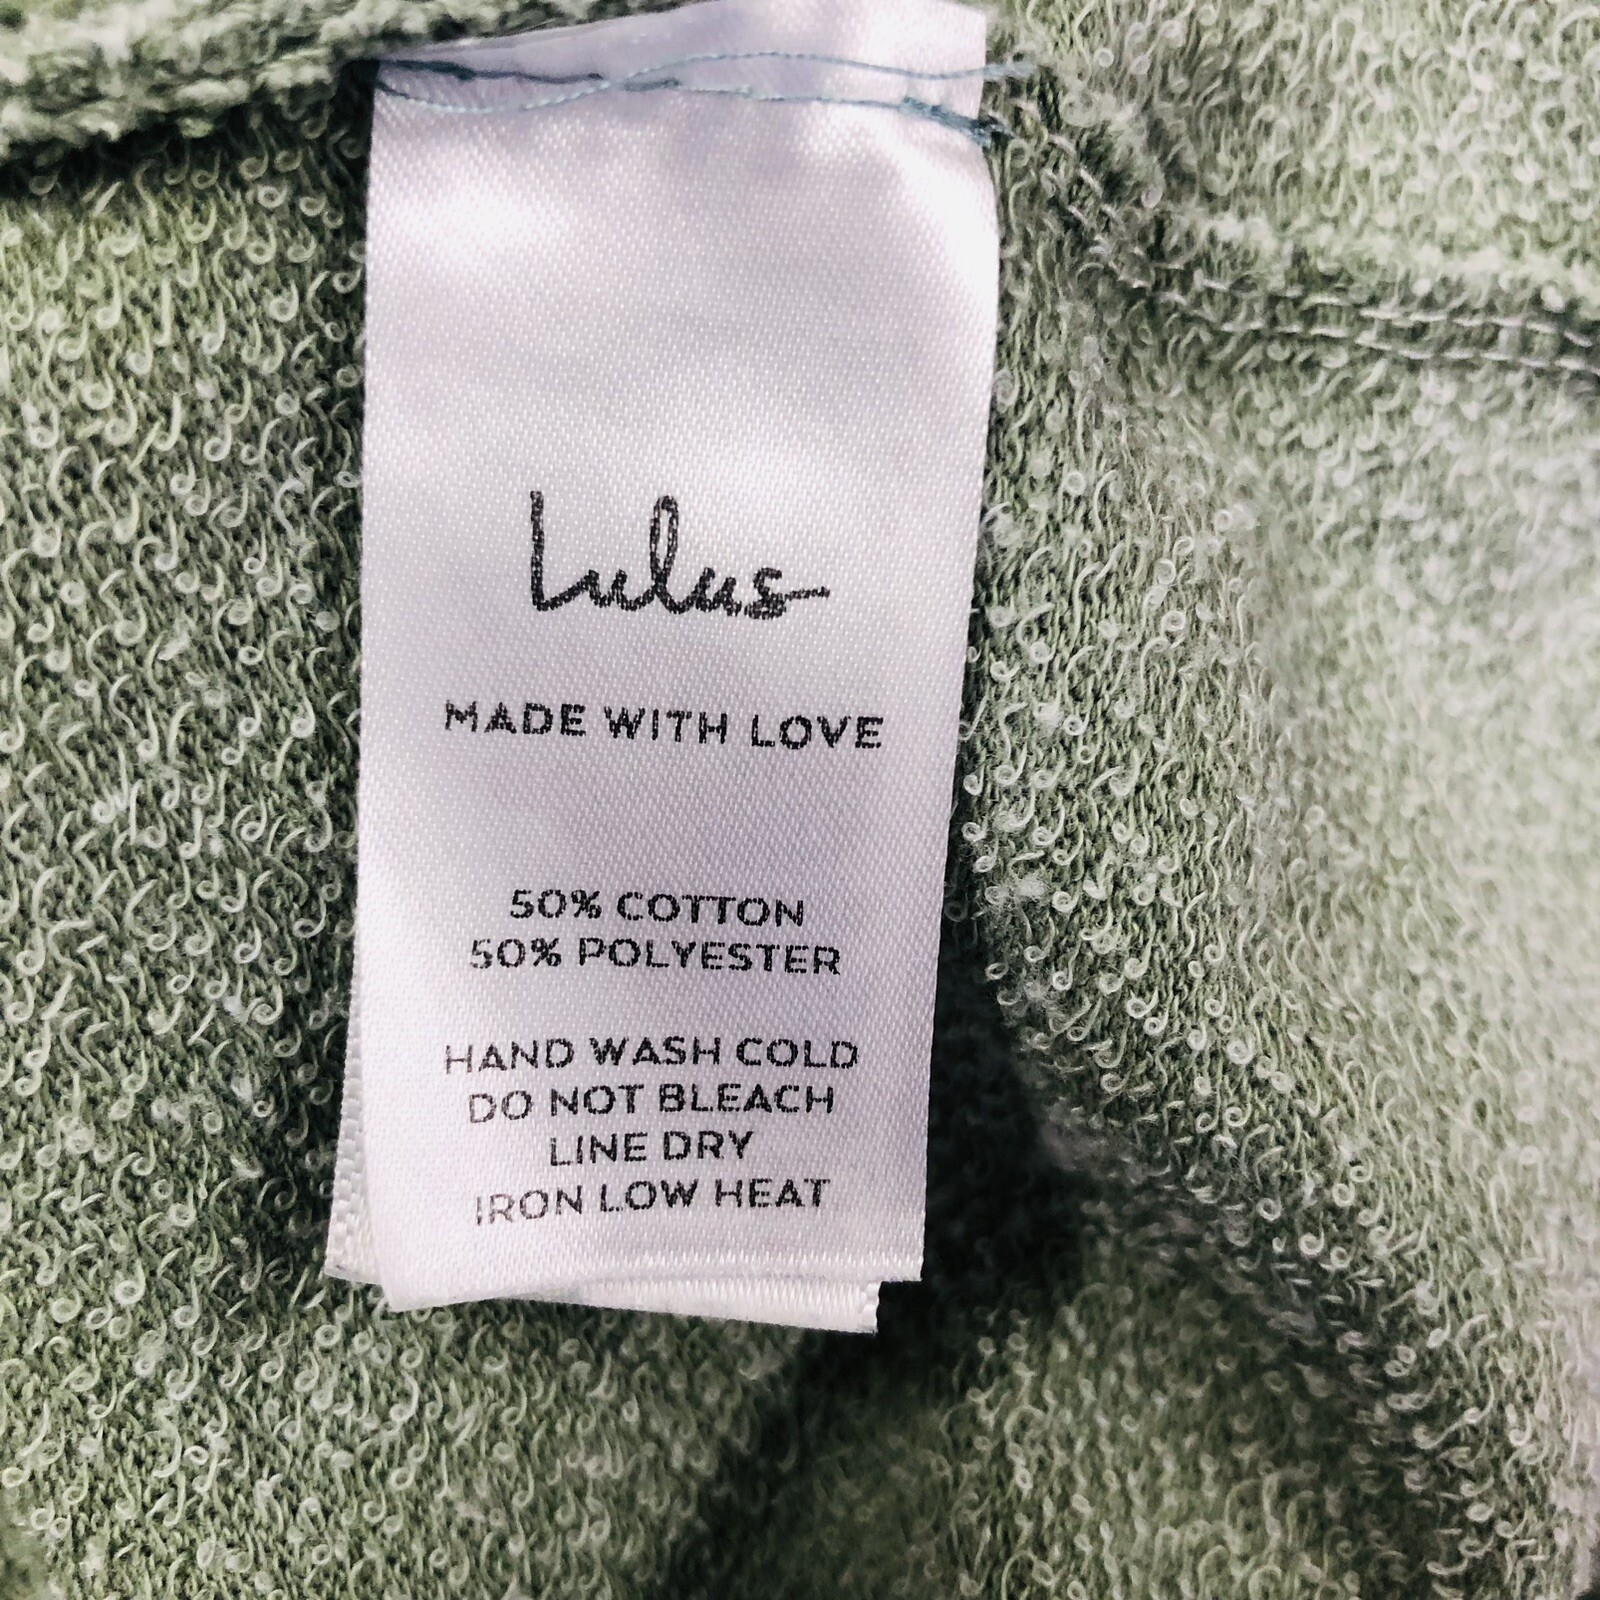 Lulus
MADE WITH LOVE
50% COTTON
50% POLYESTER
HAND WASH COLD
DO NOT BLEACH
LINE DRY
IRON LOW HEAT